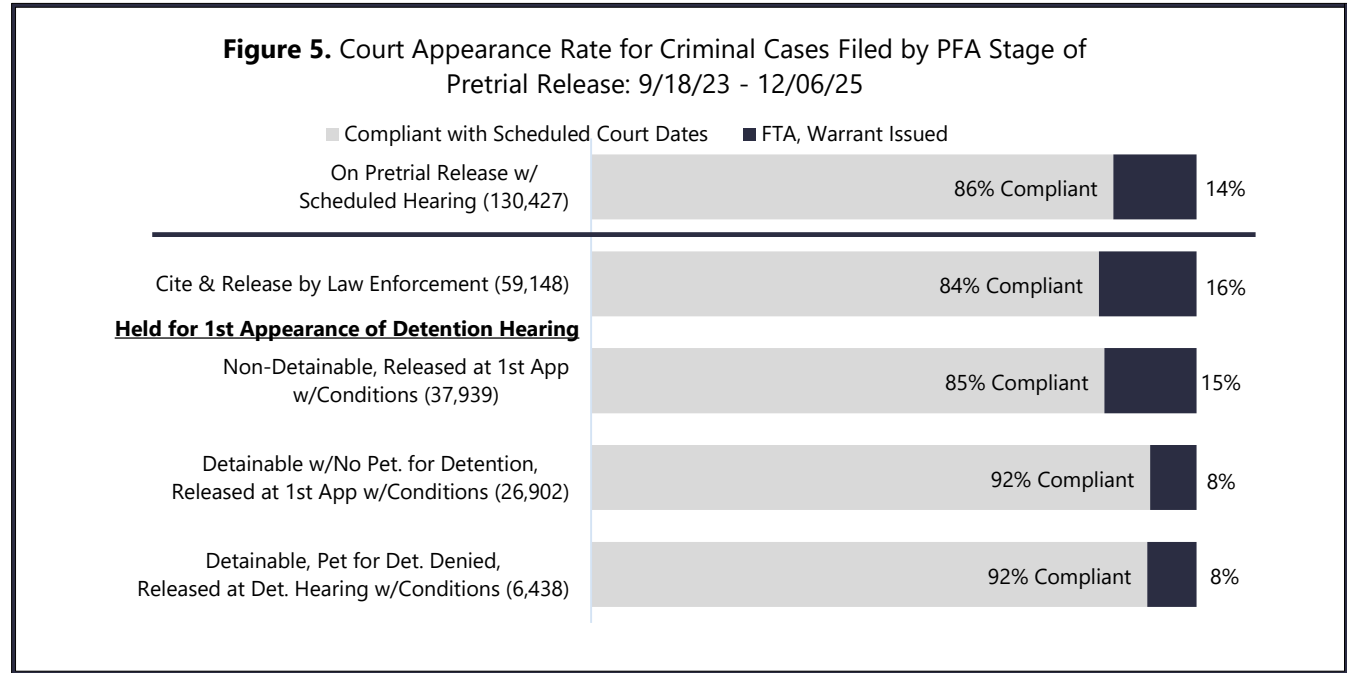 Figure 5. Court Appearance Rate for Criminal Cases Filed by PFA Stage of
Pretrial Release: 9/18/23 - 12/06/25
Compliant with Scheduled Court Dates FTA, Warrant Issued
On Pretrial Release w/
Scheduled Hearing (130,427)
86% Compliant
14%
Cite & Release by Law Enforcement (59,148)
84% Compliant
16%
Held for 1st Appearance of Detention Hearing
Non-Detainable, Released at 1st App
w/Conditions (37,939)
85% Compliant
15%
Detainable w/No Pet. for Detention,
Released at 1st App w/Conditions (26,902)
92% Compliant
8%
Detainable, Pet for Det. Denied,
Released at Det. Hearing w/Conditions (6,438)
92% Compliant
8%